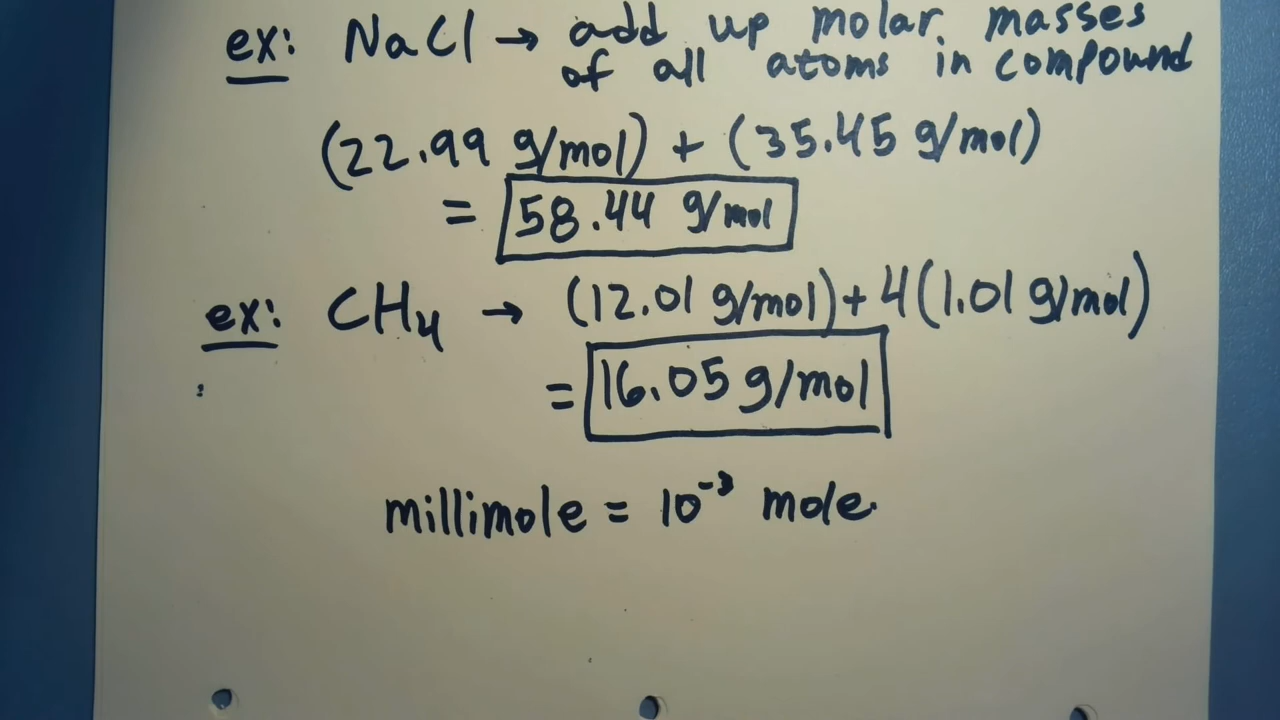 ex: NaCl → add up molar masses
of all atoms in compound
(22.99 g/mol) + (35.45 g/mol)
= 58.44 g/mol
ex: CH₄ → (12.01 g/mol) + 4(1.01 g/mol)
= 16.05 g/mol
millimole = 10⁻³ mole